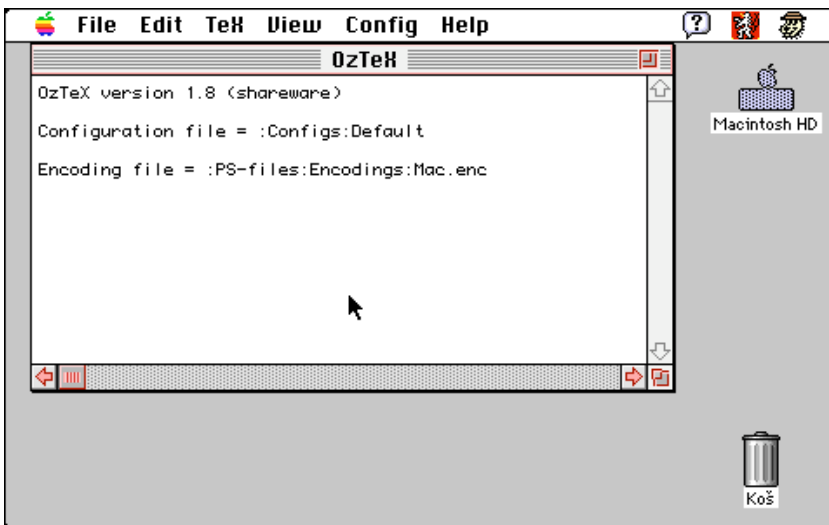 File Edit TeX View Config Help
OzTeX
OzTeX version 1.8 (shareware)
Configuration file = :Configs:Default
Encoding file = :PS-files:Encodings:Mac.enc
Macintosh HD
Koš